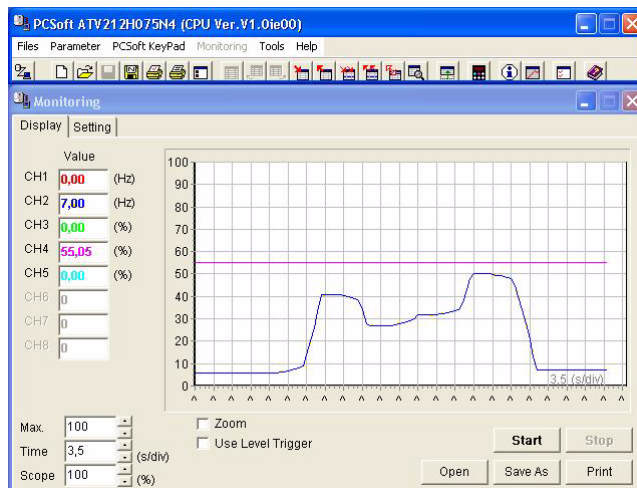 PCSoft ATV212H075N4 (CPU Ver.V1.0ie00)
Files Parameter PCSoft KeyPad Monitoring Tools Help
Monitoring
Display Setting
Value
CH1 0,00 (Hz)
CH2 7,00 (Hz)
CH3 0,00 (%)
CH4 55,05 (%)
CH5 0,00 (%)
CH6 0
CH7 0
CH8 0
100
90
80
70
60
50
40
30
20
10
0
3.5 (s/div)
Max. 100
Time 3,5 (s/div)
Scope 100 (%)
Zoom
Use Level Trigger
Start Stop
Open Save As Print